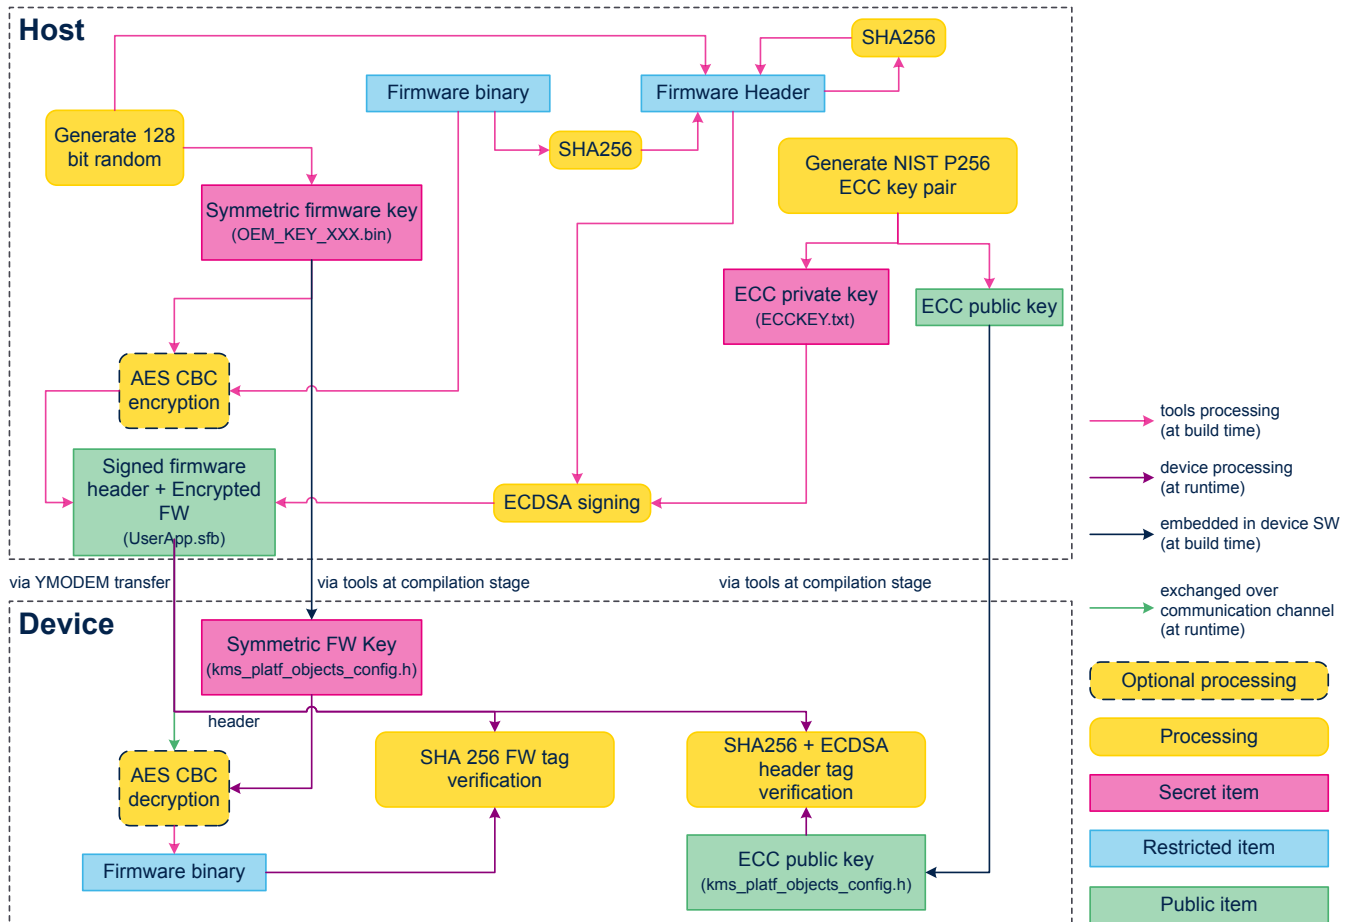 Host
SHA256
Firmware binary
Firmware Header
Generate 128
bit random
SHA256
Generate NIST P256
ECC key pair
Symmetric firmware key
(OEM_KEY_XXX.bin)
ECC private key
(ECCKEY.txt)
ECC public key
AES CBC
encryption
Signed firmware
header + Encrypted
FW
(UserApp.sfb)
ECDSA signing
via YMODEM transfer
via tools at compilation stage
via tools at compilation stage
Device
Symmetric FW Key
(kms_platf_objects_config.h)
header
AES CBC
decryption
SHA 256 FW tag
verification
SHA256 + ECDSA
header tag
verification
Firmware binary
ECC public key
(kms_platf_objects_config.h)
tools processing
(at build time)
device processing
(at runtime)
embedded in device SW
(at build time)
exchanged over
communication channel
(at runtime)
Optional processing
Processing
Secret item
Restricted item
Public item